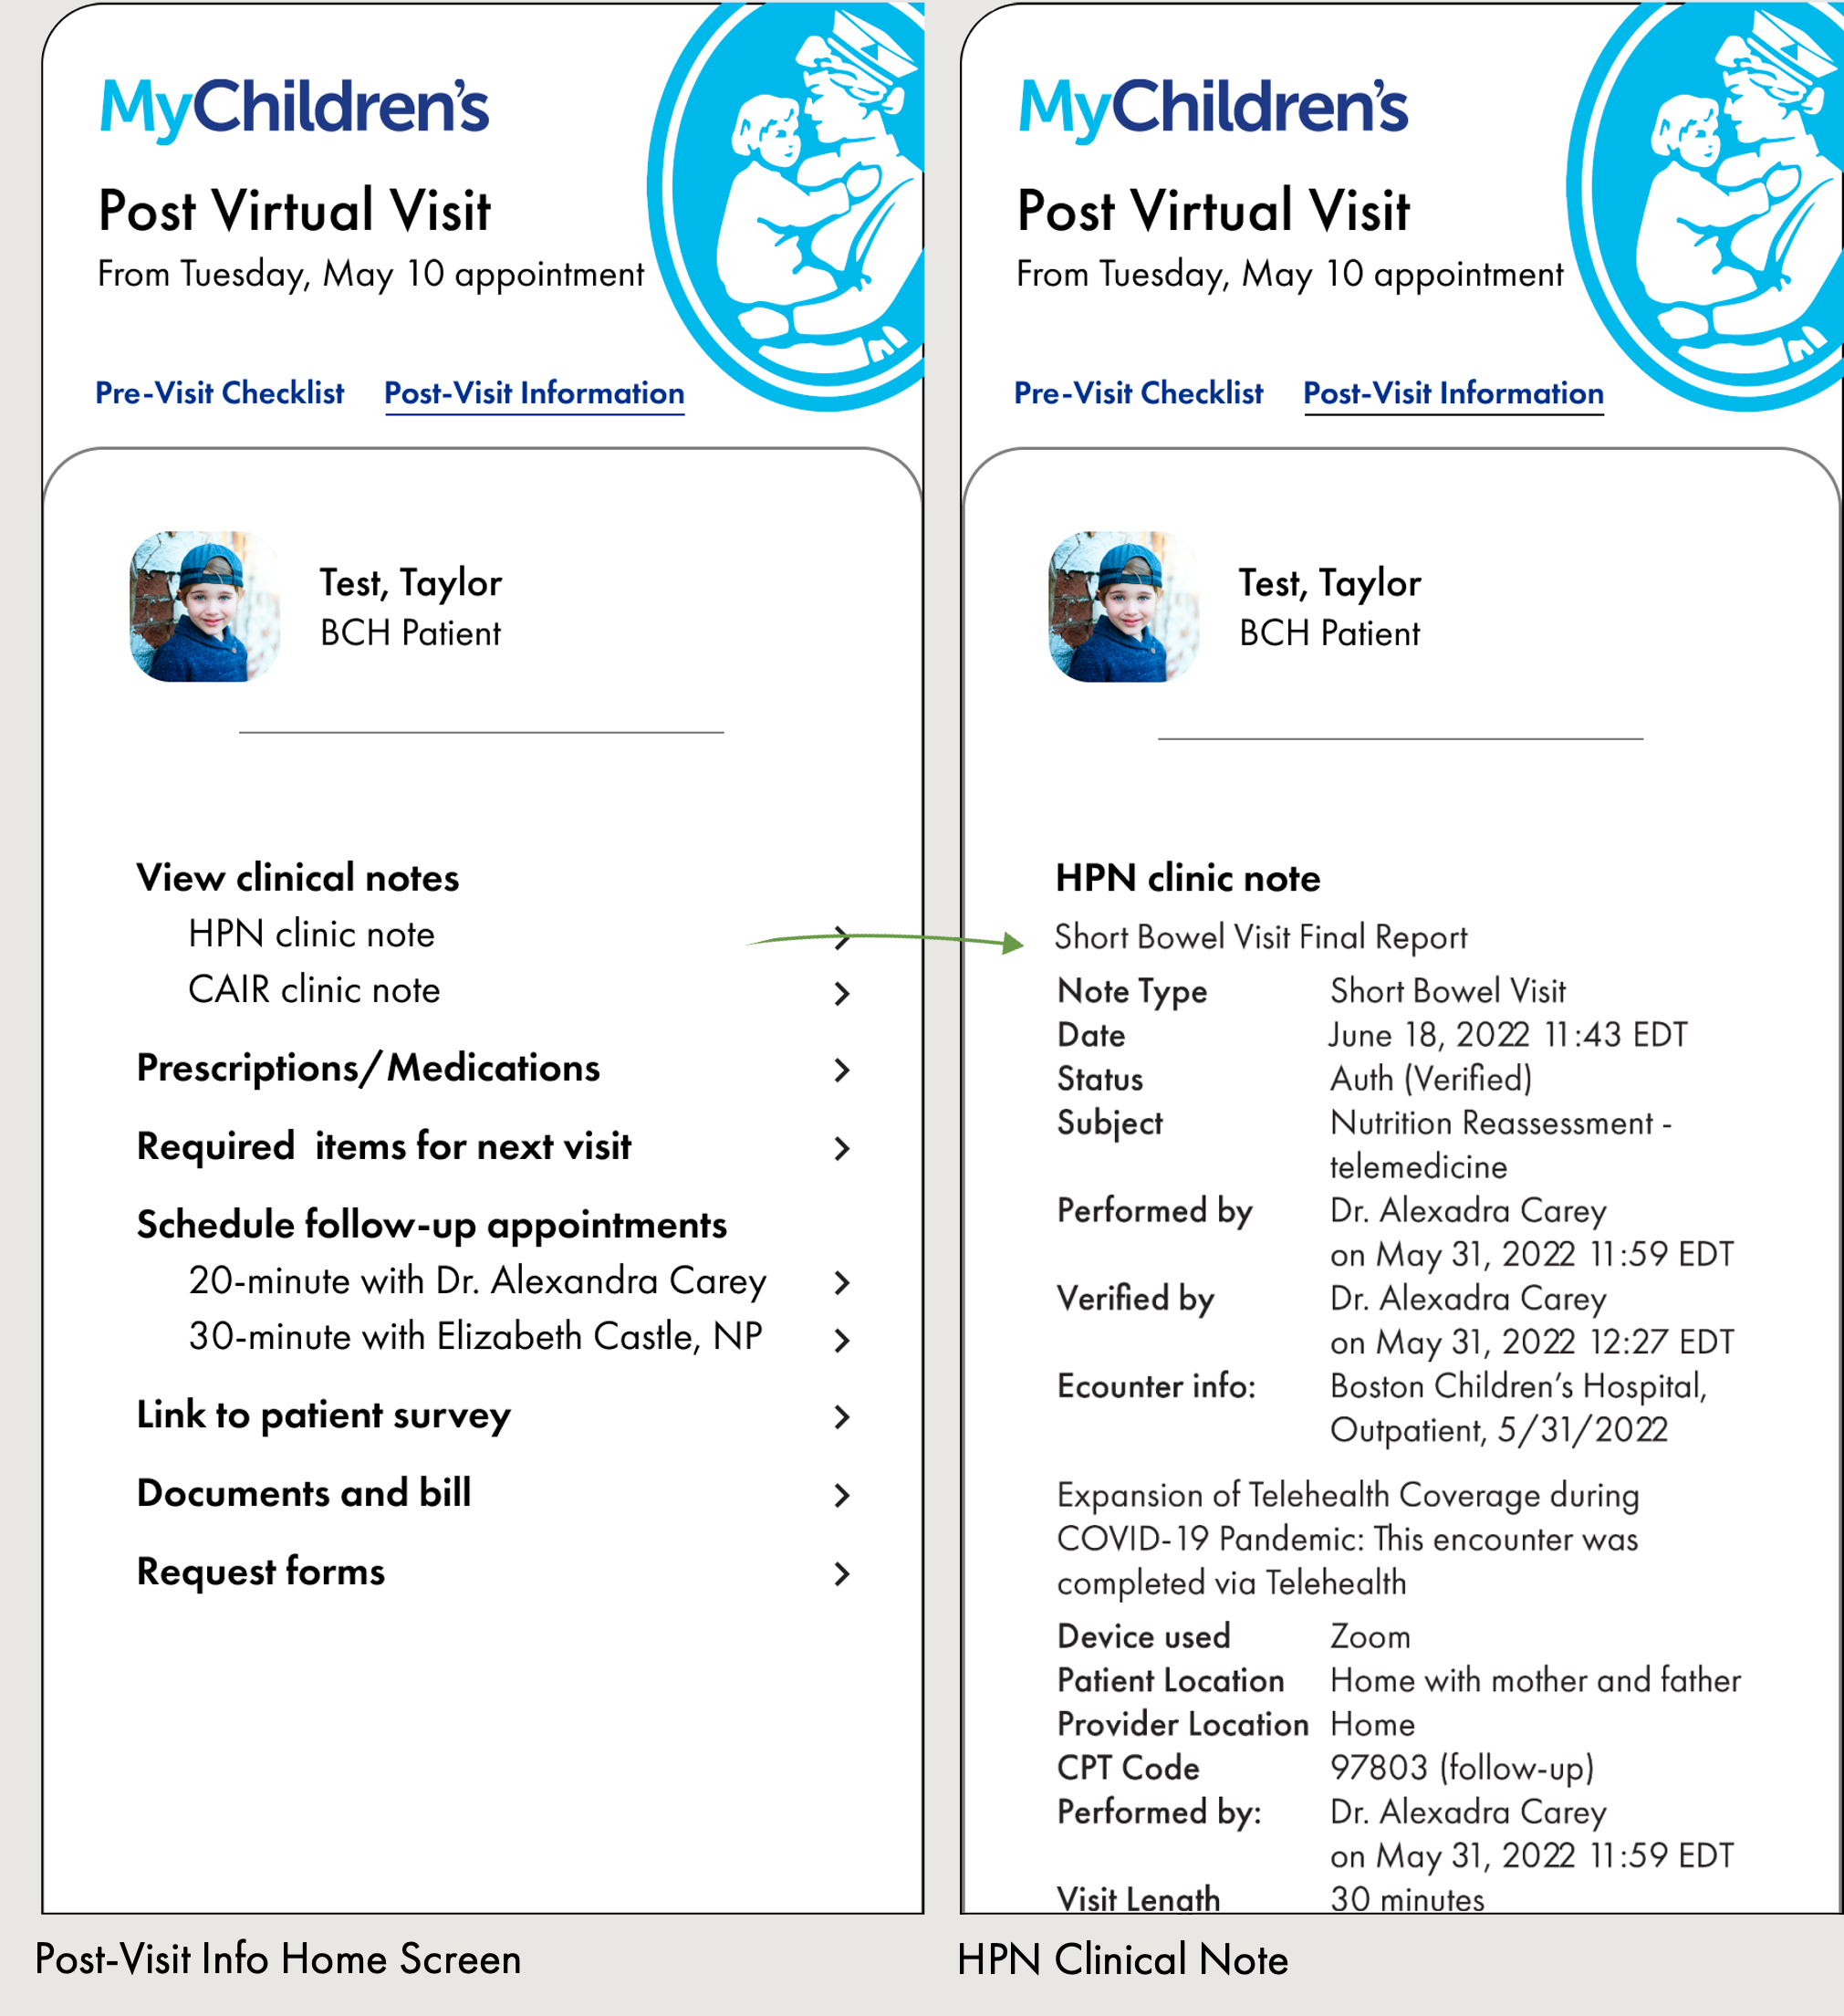 MyChildren's
Post Virtual Visit
From Tuesday, May 10 appointment
Pre-Visit Checklist Post-Visit Information
Test, Taylor
BCH Patient
View clinical notes
HPN clinic note
CAIR clinic note
Prescriptions/Medications
Required items for next visit
Schedule follow-up appointments
20-minute with Dr. Alexandra Carey
30-minute with Elizabeth Castle, NP
Link to patient survey
Documents and bill
Request forms
Post-Visit Info Home Screen
MyChildren's
Post Virtual Visit
From Tuesday, May 10 appointment
Pre-Visit Checklist Post-Visit Information
Test, Taylor
BCH Patient
HPN clinic note
Short Bowel Visit Final Report
Note Type Short Bowel Visit
Date June 18, 2022 11:43 EDT
Status Auth (Verified)
Subject Nutrition Reassessment -
telemedicine
Performed by Dr. Alexadra Carey
on May 31, 2022 11:59 EDT
Verified by Dr. Alexadra Carey
on May 31, 2022 12:27 EDT
Ecounter info: Boston Children's Hospital,
Outpatient, 5/31/2022
Expansion of Telehealth Coverage during
COVID-19 Pandemic: This encounter was
completed via Telehealth
Device used Zoom
Patient Location Home with mother and father
Provider Location Home
CPT Code 97803 (follow-up)
Performed by: Dr. Alexadra Carey
on May 31, 2022 11:59 EDT
Visit Length 30 minutes
HPN Clinical Note